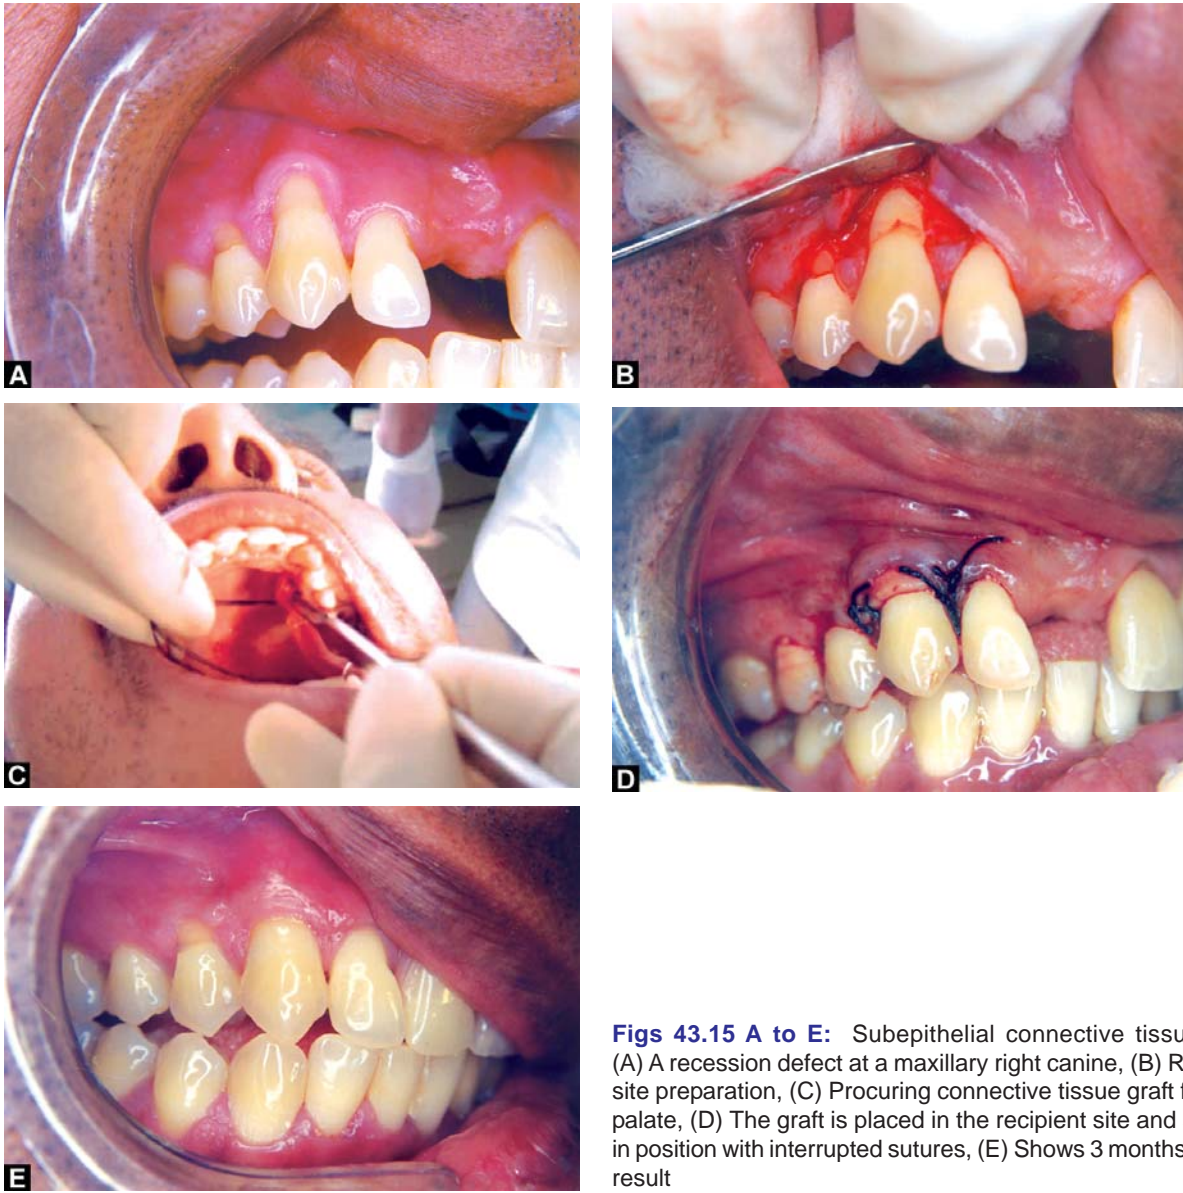 A
B
C
D
E
Figs 43.15 A to E: Subepithelial connective tissu
(A) A recession defect at a maxillary right canine, (B) R
site preparation, (C) Procuring connective tissue graft
palate, (D) The graft is placed in the recipient site and
in position with interrupted sutures, (E) Shows 3 months
result